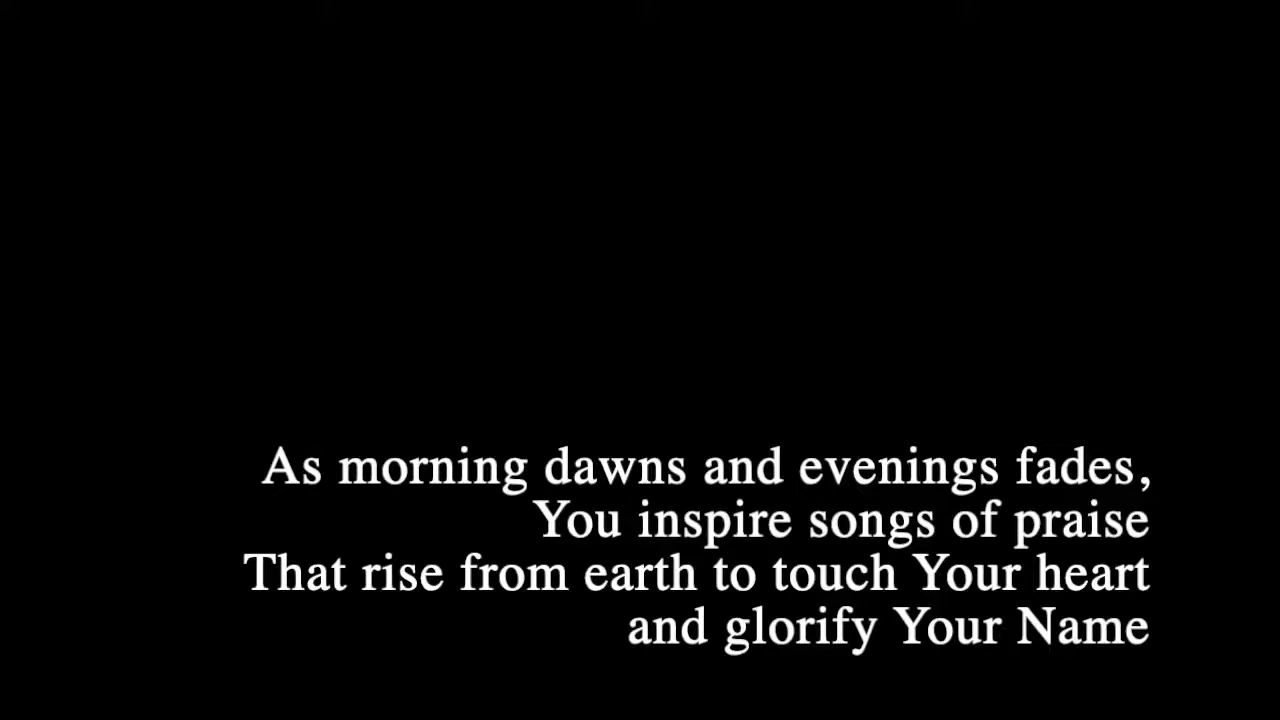 As morning dawns and evenings fades,
You inspire songs of praise
That rise from earth to touch Your heart
and glorify Your Name